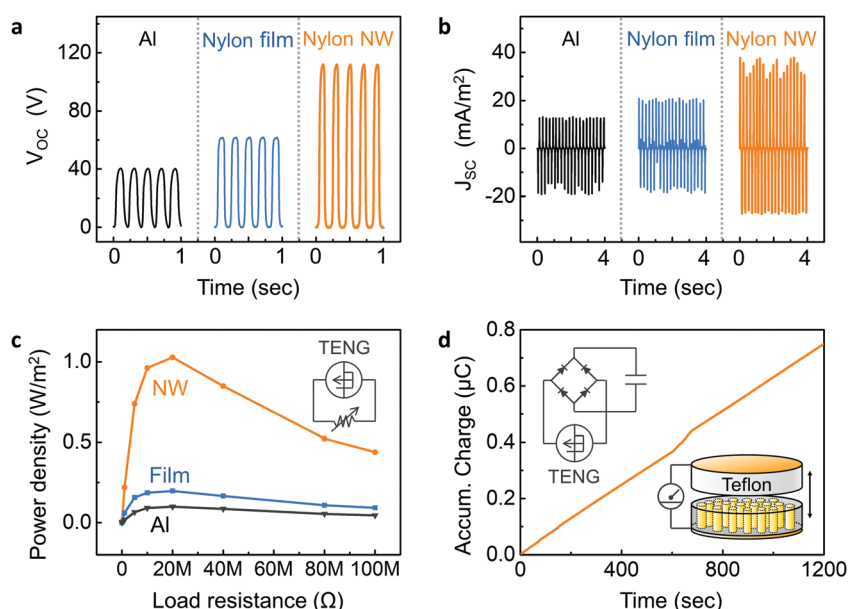 a
Al
Nylon film
Nylon NW
120
80
40
0
V_OC (V)
0 1 0 1 0 1
Time (sec)
b
Al
Nylon film
Nylon NW
40
20
0
-20
J_SC (mA/m²)
0 4 0 4 0 4
Time (sec)
c
1.0
0.5
0.0
Power density (W/m²)
TENG
NW
Film
Al
0 20M 40M 60M 80M 100M
Load resistance (Ω)
d
0.8
0.6
0.4
0.2
0.0
Accum. Charge (µC)
TENG
Teflon
0 400 800 1200
Time (sec)